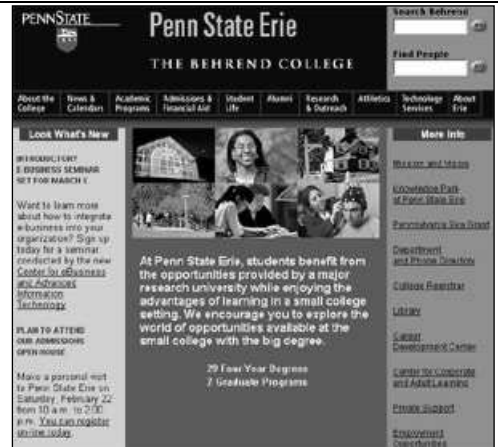 PENNSTATE
Penn State Erie
THE BEHREND COLLEGE
Search Behrend
Find People
About the College
News & Calendars
Academic Programs
Admissions & Financial Aid
Student Life
Alumni
Research & Outreach
Athletics
Technology Services
About Erie
Look What's New
INTRODUCTORY
E-BUSINESS SEMINAR
SET FOR MARCH
Want to learn more
about how to integrate
e-business into your
organization? Sign up
today for a seminar
conducted by the new
Center for eBusiness
and Advanced
Information
Technology.
PLAN TO ATTEND
OUR ADMISSIONS
OPEN HOUSE
Make a personal visit
to Penn State Erie on
Saturday, February 22
from 10 a.m. to 2:00
p.m. You can register
on-line today.
At Penn State Erie, students benefit from
the opportunities provided by a major
research university while enjoying the
advantages of learning in a small college
setting. We encourage you to explore the
world of opportunities available at the
small college with the big degree.
29 Four Year Degrees
7 Graduate Programs
More Info
Mission and Vision
Knowledge Park
at Penn State Erie
Pennsylvania Sea Grant
Department
and Phone Directory
College Registrar
Library
Career
Development Center
Center for Corporate
and Adult Learning
Private Support
Employment
Opportunities